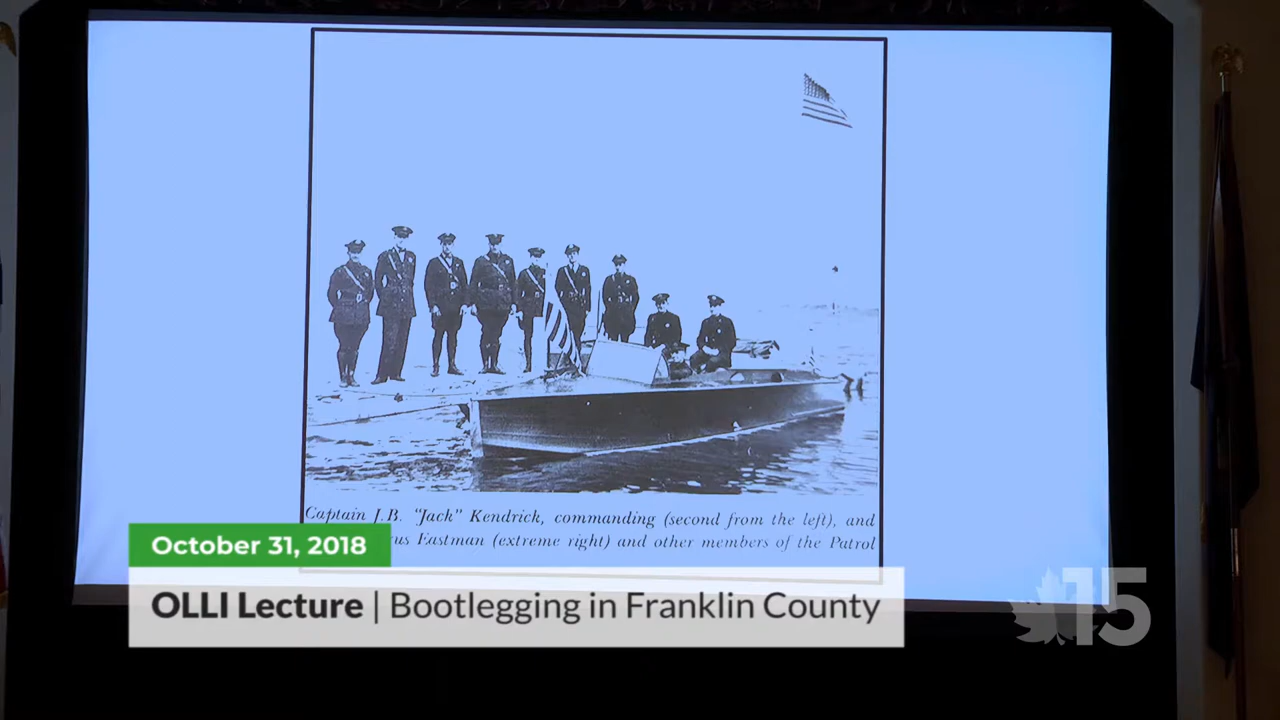 Captain J.B. "Jack" Kendrick, commanding (second from the left), and
Eastman (extreme right) and other members of the Patrol
October 31, 2018
OLLI Lecture | Bootlegging in Franklin County
15